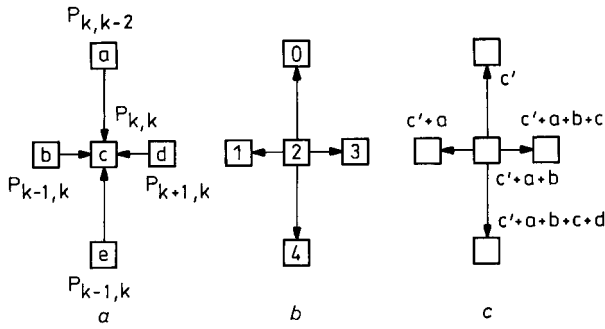 P_{k,k-2}
a
P_{k,k}
b c d
P_{k-1,k} P_{k+1,k}
e
P_{k-1,k}
a
0
1 2 3
4
b
c'
c'+a c'+a+b+c
c'+a+b
c'+a+b+c+d
c